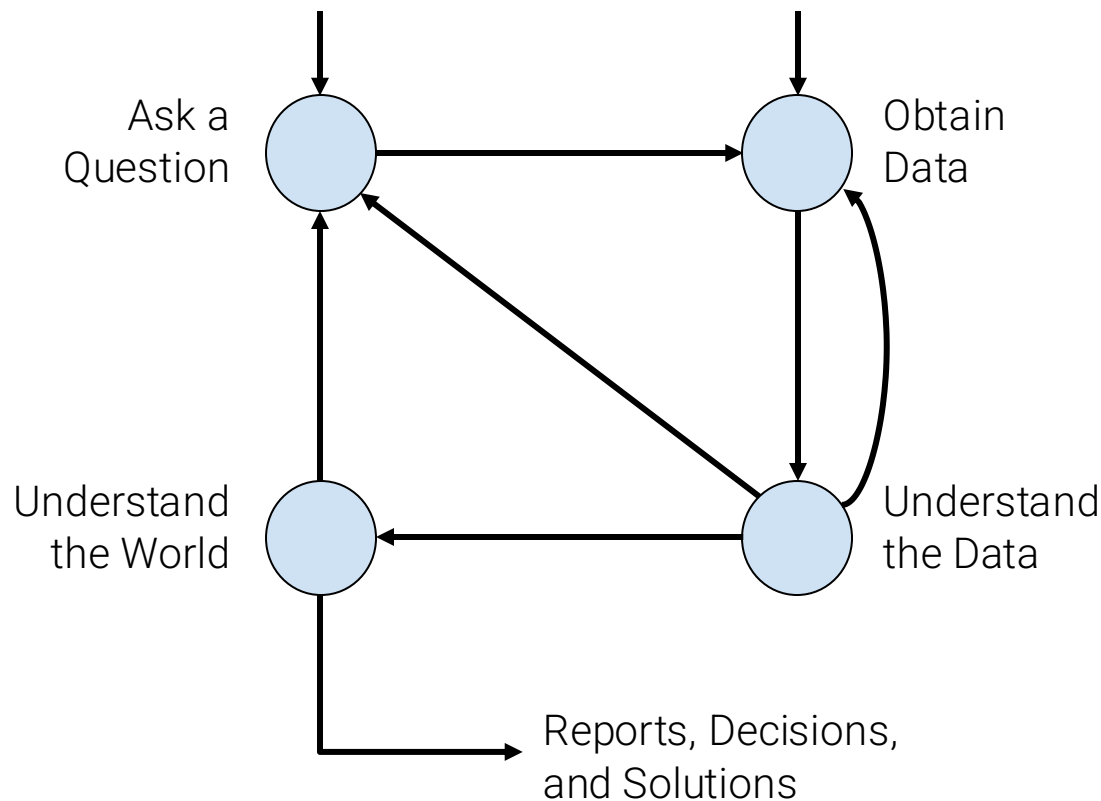 Ask a
Question
Obtain
Data
Understand
the World
Understand
the Data
Reports, Decisions,
and Solutions